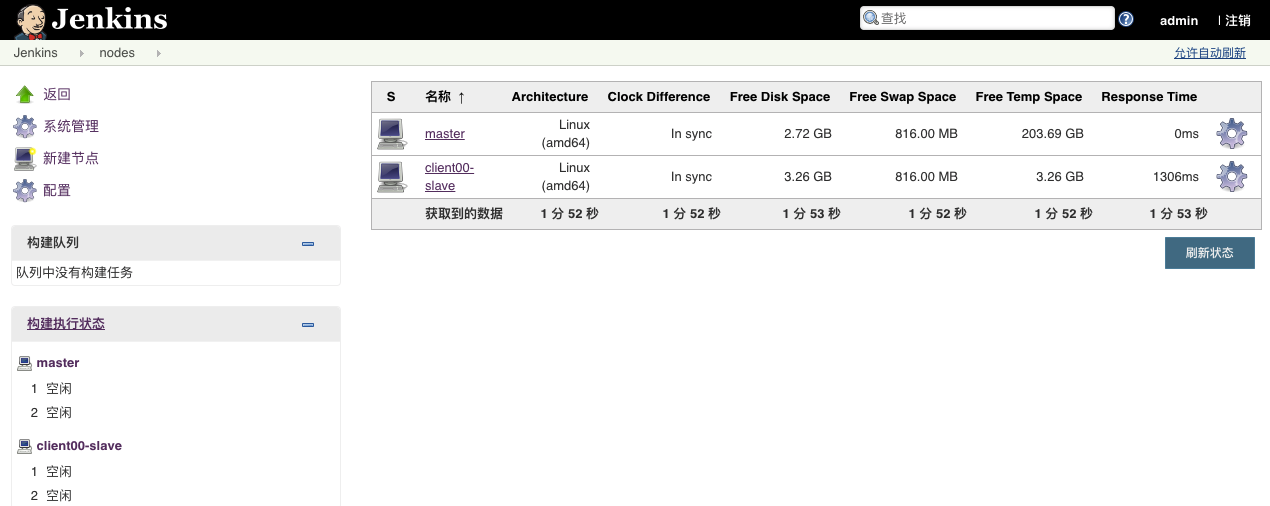 Jenkins
查找
admin
注销
Jenkins
nodes
允许自动刷新
返回
系统管理
新建节点
配置
构建队列
队列中没有构建任务
构建执行状态
master
1 空闲
2 空闲
client00-slave
1 空闲
2 空闲
S 名称 ↑ Architecture Clock Difference Free Disk Space Free Swap Space Free Temp Space Response Time
master Linux (amd64) In sync 2.72 GB 816.00 MB 203.69 GB 0ms
client00-slave Linux (amd64) In sync 3.26 GB 816.00 MB 3.26 GB 1306ms
获取到的数据 1 分 52 秒 1 分 52 秒 1 分 53 秒 1 分 52 秒 1 分 52 秒 1 分 53 秒
刷新状态